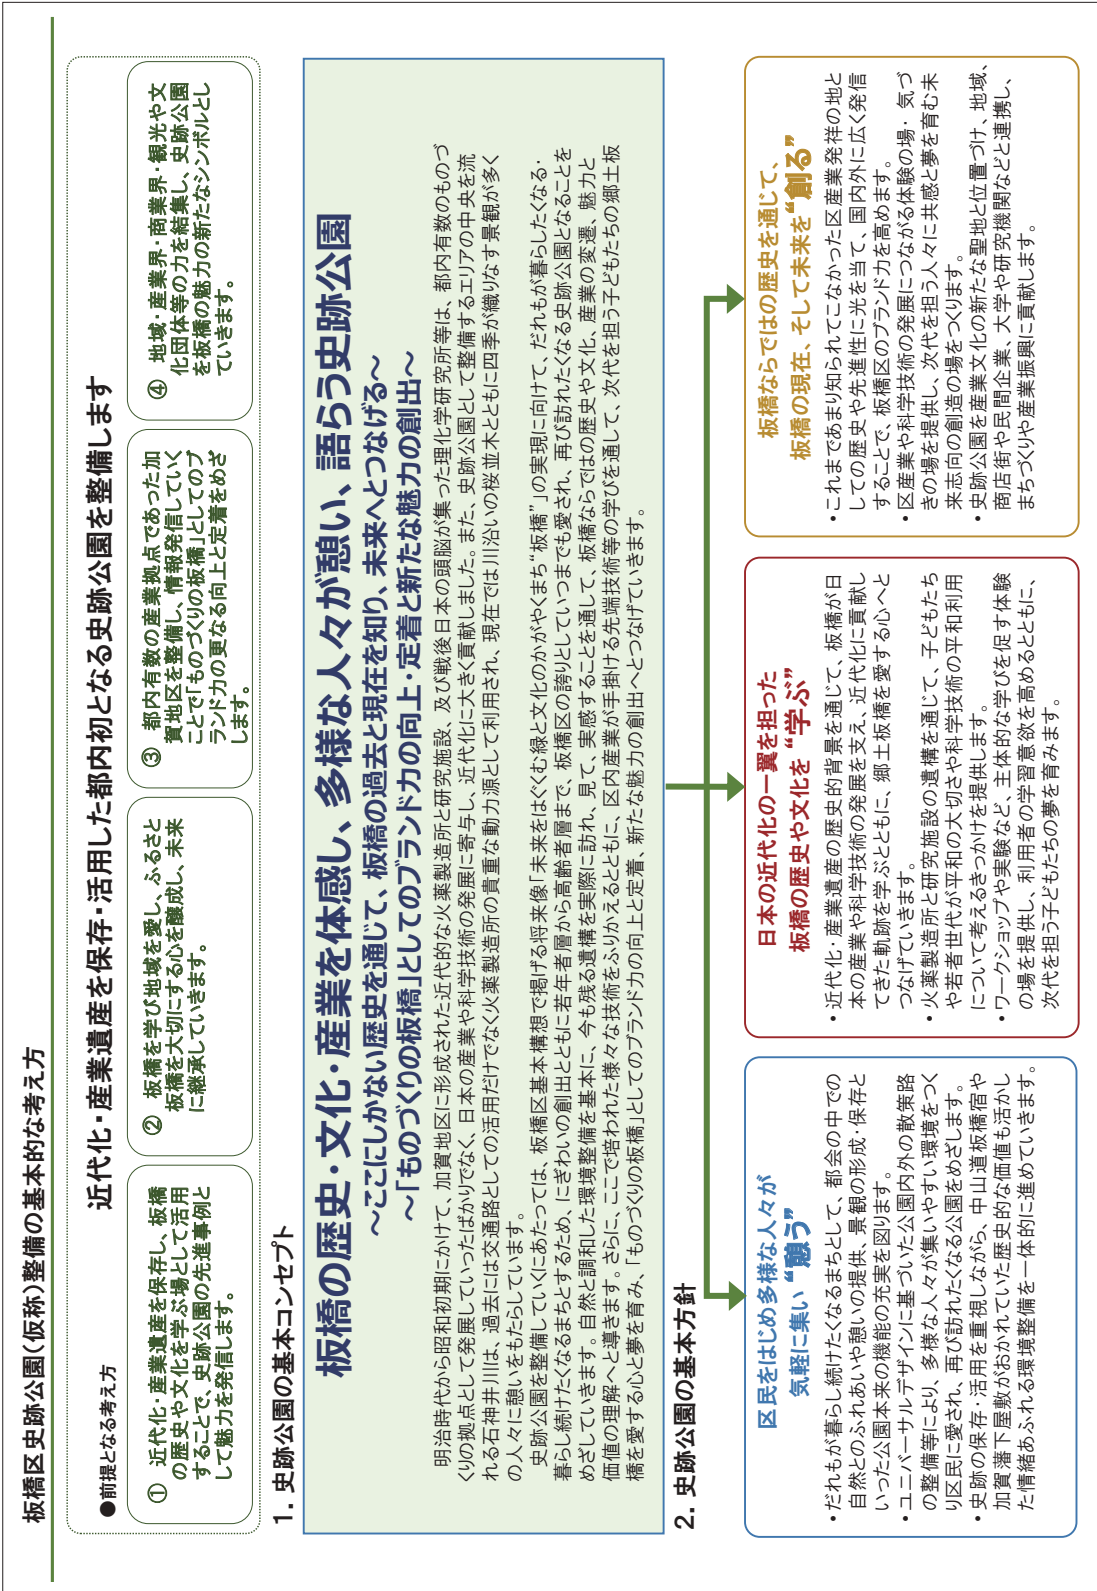 板橋区史跡公園(仮称)整備の基本的な考え方
近代化・産業遺産を保存・活用した都内初となる史跡公園を整備します
●前提となる考え方
① 近代化・産業遺産を保存し、板橋
の歴史や文化を学ぶ場として活用
することで、史跡公園の先進事例と
して魅力を発信します。
② 板橋を学び地域を愛し、ふるさと
板橋を大切にする心を醸成し、未来
に継承していきます。
③ 都内有数の産業拠点であった加
賀地区を整備し、情報発信していく
ことで「ものづくりの板橋」としてのブ
ランド力の更なる向上と定着をめざ
します。
④ 地域・産業界・商業界・観光や文
化団体等の力を結集し、史跡公園
を板橋の魅力の新たなシンボルとし
ていきます。
1. 史跡公園の基本コンセプト
板橋の歴史・文化・産業を体感し、多様な人々が憩い、語らう史跡公園
～ここにしかない歴史を通じて、板橋の過去と現在を知り、未来へとつなげる～
～「ものづくりの板橋」としてのブランド力の向上・定着と新たな魅力の創出～
明治時代から昭和初期にかけて、加賀地区に形成された近代的な火薬製造所と研究施設、及び戦後日本の頭脳が集った理化学研究所等は、都内有数のものづ
くりの拠点として発展していったばかりでなく、日本の産業や科学技術の発展に寄与し、近代化に大きく貢献しました。また、史跡公園として整備するエリアの中央を流
れる石神井川は、過去には交通路としての活用だけでなく火薬製造所の貴重な動力源として利用され、現在では川沿いの桜並木とともに四季が織りなす景観が多く
の人々に憩いをもたらしています。
史跡公園を整備していくにあたっては、板橋区基本構想で掲げる将来像「未来をはぐくむ緑と文化のかがやくまち“板橋”」の実現に向けて、だれもが暮らしたくなる・
暮らし続けたくなるまちとするため、にぎわいの創出とともに若年者層から高齢者層まで、板橋区の誇りとしていつまでも愛され、再び訪れたくなる史跡公園となることを
めざしていきます。自然と調和した環境整備を基本に、今も残る遺構を実際に訪れ、見て、実感することを通して、板橋ならではの歴史や文化、産業の変遷、魅力と
価値の理解へと導きます。さらに、ここで培われた様々な技術をふりかえるとともに、区内産業が手掛ける先端技術等の学びを通して、次代を担う子どもたちの郷土板
橋を愛する心と夢を育み、「ものづくりの板橋」としてのブランド力の向上と定着、新たな魅力の創出へとつなげていきます。
2. 史跡公園の基本方針
区民をはじめ多様な人々が
気軽に集い“憩う”
・だれもが暮らし続けたくなるまちとして、都会の中での
自然とのふれあいや憩いの提供、景観の形成・保存と
いった公園本来の機能の充実を図ります。
・ユニバーサルデザインに基づいた公園内外の散策路
の整備等により、多様な人々が集いやすい環境をつく
り区民に愛され、再び訪れたくなる公園をめざします。
・史跡の保存・活用を重視しながら、中山道板橋宿や
加賀藩下屋敷がおかれていた歴史的な価値も活かし
た情緒あふれる環境整備を一体的に進めていきます。
日本の近代化の一翼を担った
板橋の歴史や文化を“学ぶ”
・近代化・産業遺産の歴史的背景を通じて、板橋が日
本の産業や科学技術の発展を支え、近代化に貢献し
てきた軌跡を学ぶとともに、郷土板橋を愛する心へと
つなげていきます。
・火薬製造所と研究施設の遺構を通じて、子どもたち
や若者世代が平和の大切さや科学技術の平和利用
について考えるきっかけを提供します。
・ワークショップや実験など、主体的な学びを促す体験
の場を提供し、利用者の学習意欲を高めるとともに、
次代を担う子どもたちの夢を育みます。
板橋ならではの歴史を通じて、
板橋の現在、そして未来を“創る”
・これまであまり知られてこなかった区産業発祥の地と
しての歴史や先進性に光を当て、国内外に広く発信
することで、板橋区のブランド力を高めます。
・区産業や科学技術の発展につながる体験の場・気づ
きの場を提供し、次代を担う人々に共感と夢を育む未
来志向の創造の場をつくります。
・史跡公園を産業文化の新たな聖地と位置づけ、地域、
商店街や民間企業、大学や研究機関などと連携し、
まちづくりや産業振興に貢献します。